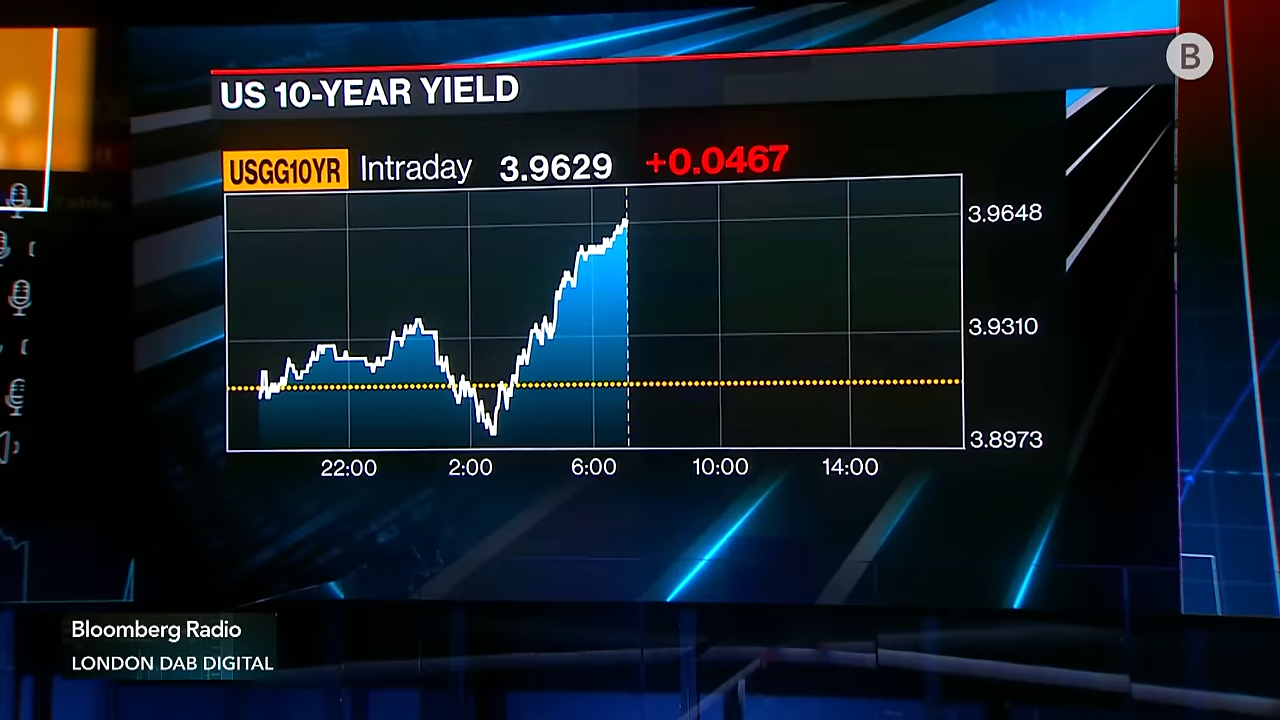 B
US 10-YEAR YIELD
USGG10YR Intraday 3.9629 +0.0467
3.9648
3.9310
3.8973
22:00 2:00 6:00 10:00 14:00
Bloomberg Radio
LONDON DAB DIGITAL